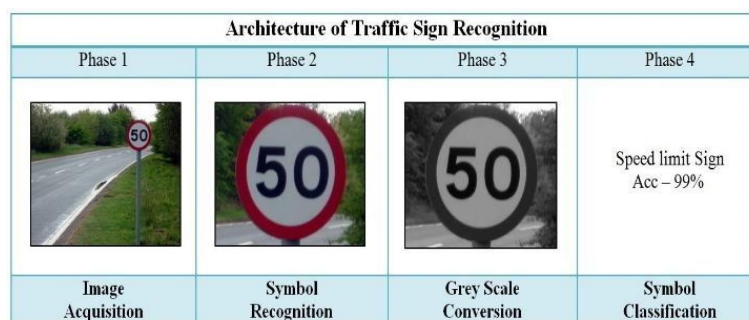 Architecture of Traffic Sign Recognition
Phase 1
Phase 2
Phase 3
Phase 4
50
50
50
Speed limit Sign
Acc – 99%
Image
Acquisition
Symbol
Recognition
Grey Scale
Conversion
Symbol
Classification